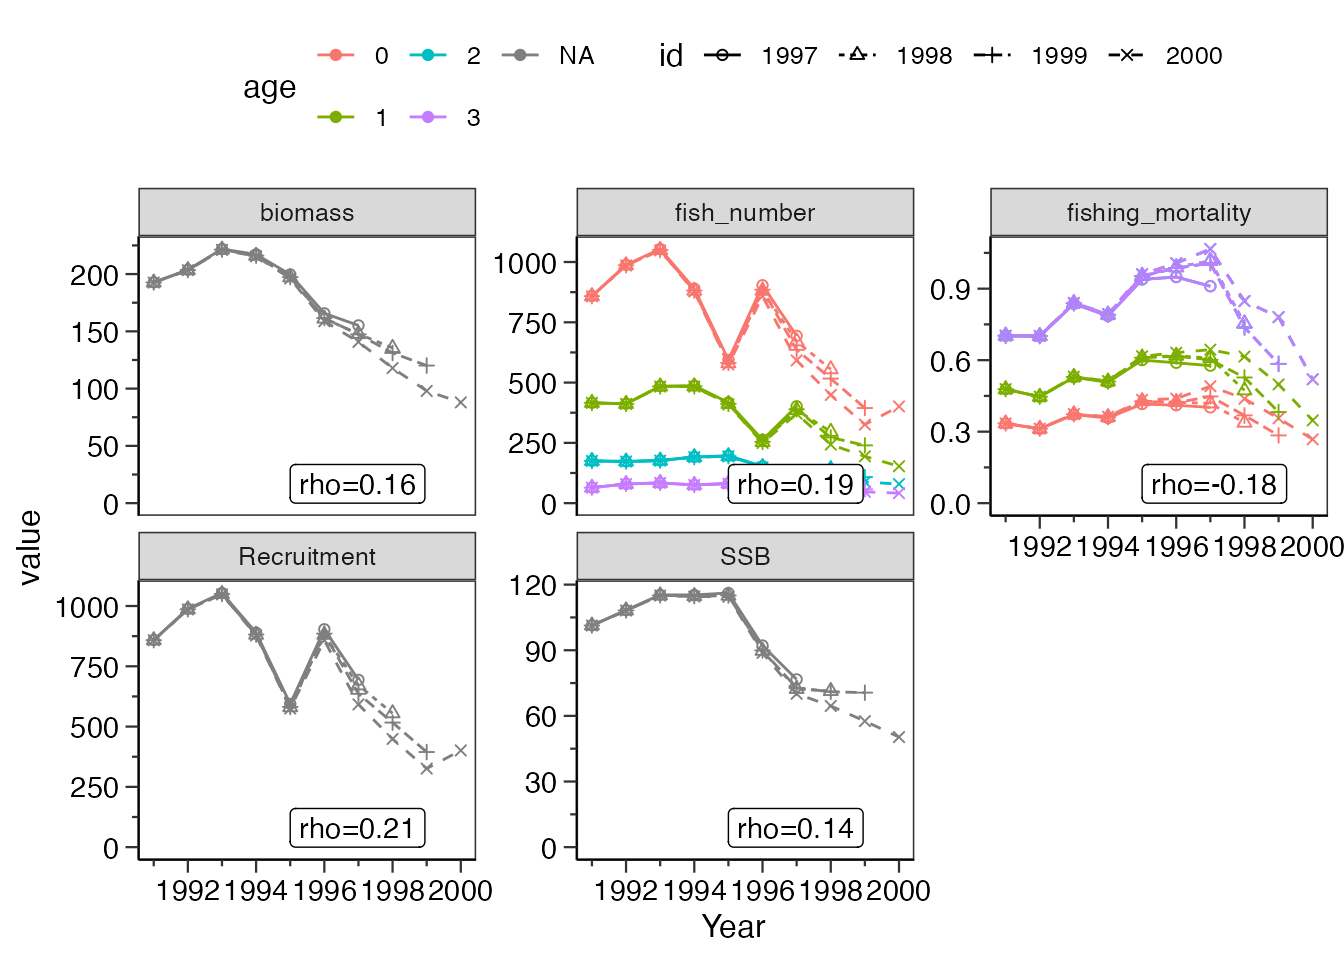 age
0 2 NA
1 3
id 1997 1998 1999 2000
biomass
200
150
100
50
0
rho=0.16
fish_number
1000
750
500
250
0
rho=0.19
fishing_mortality
0.9
0.6
0.3
0.0
rho=-0.18
1992 1994 1996 1998 2000
value
Recruitment
1000
750
500
250
0
rho=0.21
1992 1994 1996 1998 2000
SSB
120
90
60
30
0
rho=0.14
1992 1994 1996 1998 2000
Year